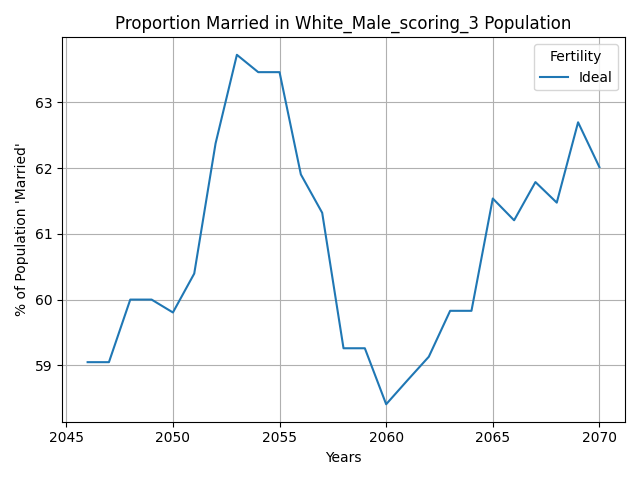 Proportion Married in White_Male_scoring_3 Population
Fertility
Ideal
% of Population 'Married'
63
62
61
60
59
2045 2050 2055 2060 2065 2070
Years